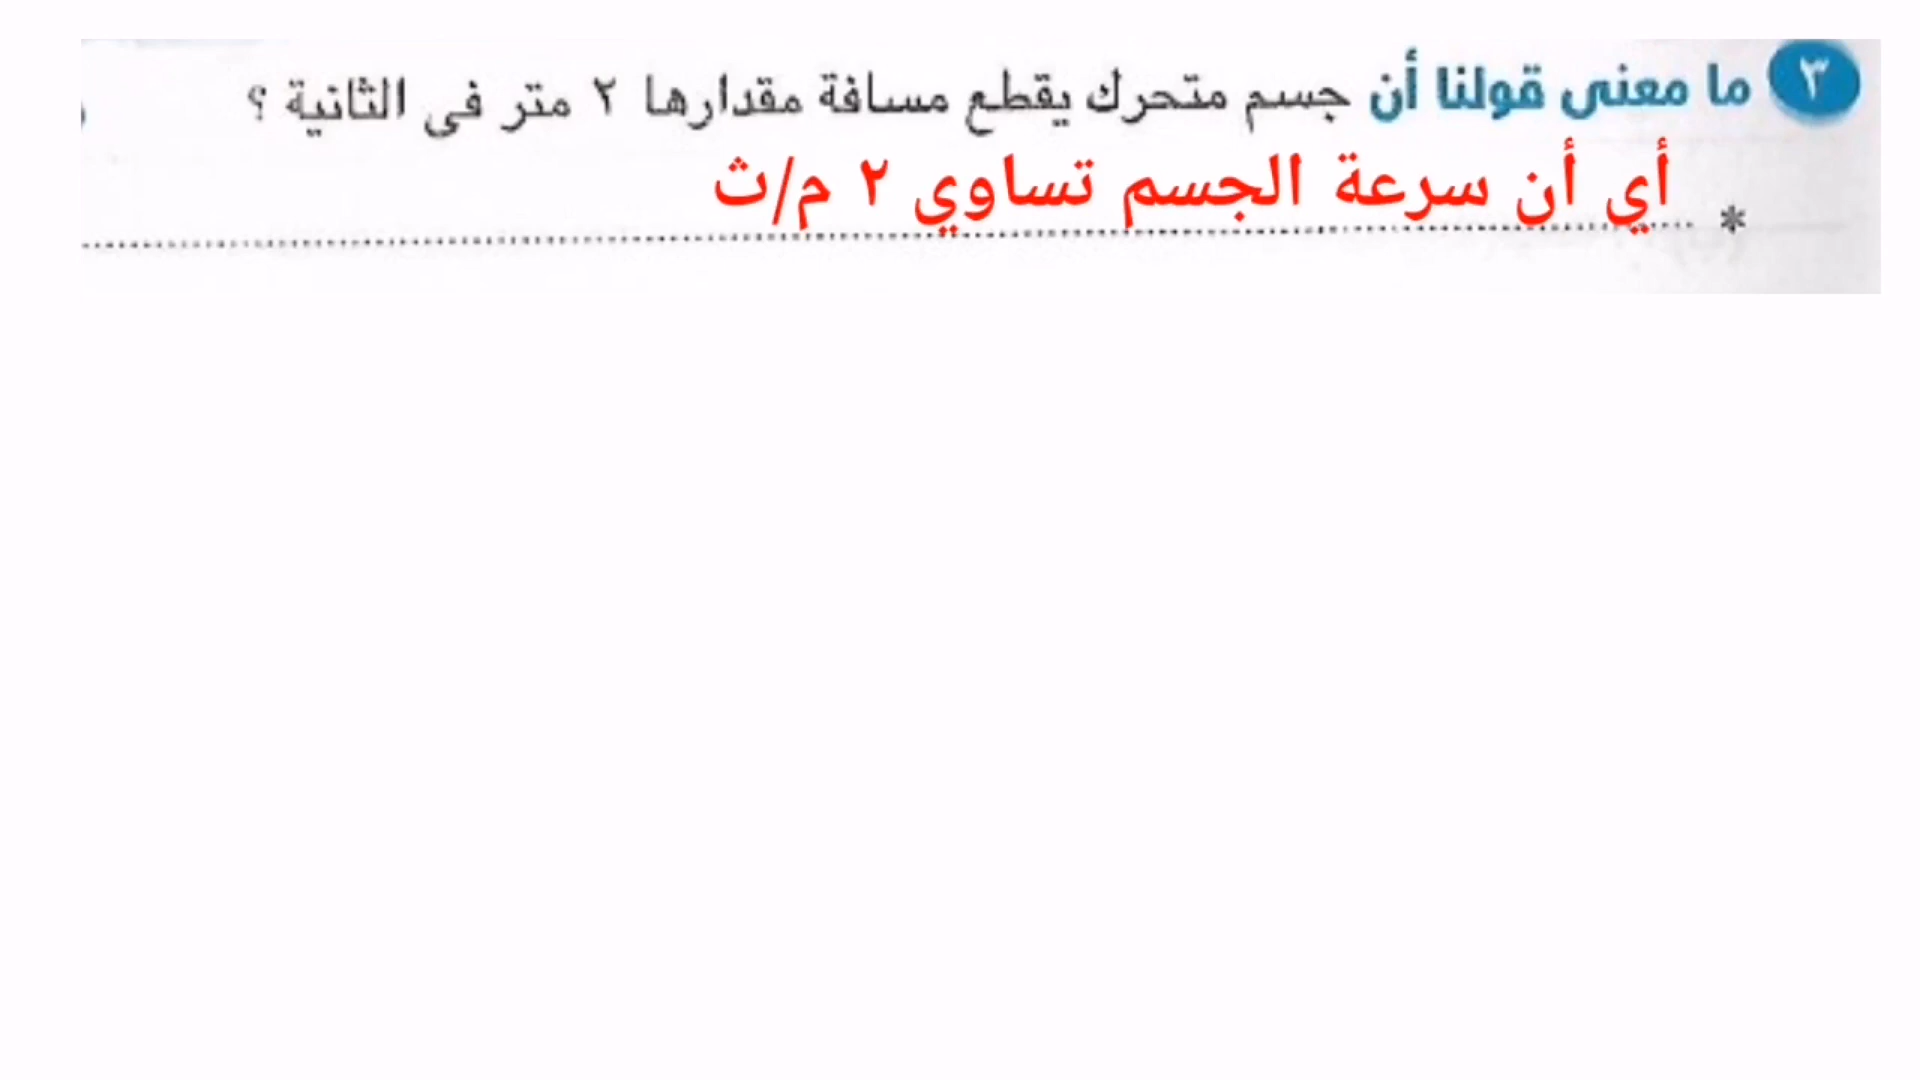 ٣ ما معنى قولنا أن جسم متحرك يقطع مسافة مقدارها ٢ متر فى الثانية ؟
* أي أن سرعة الجسم تساوي ٢ م/ث